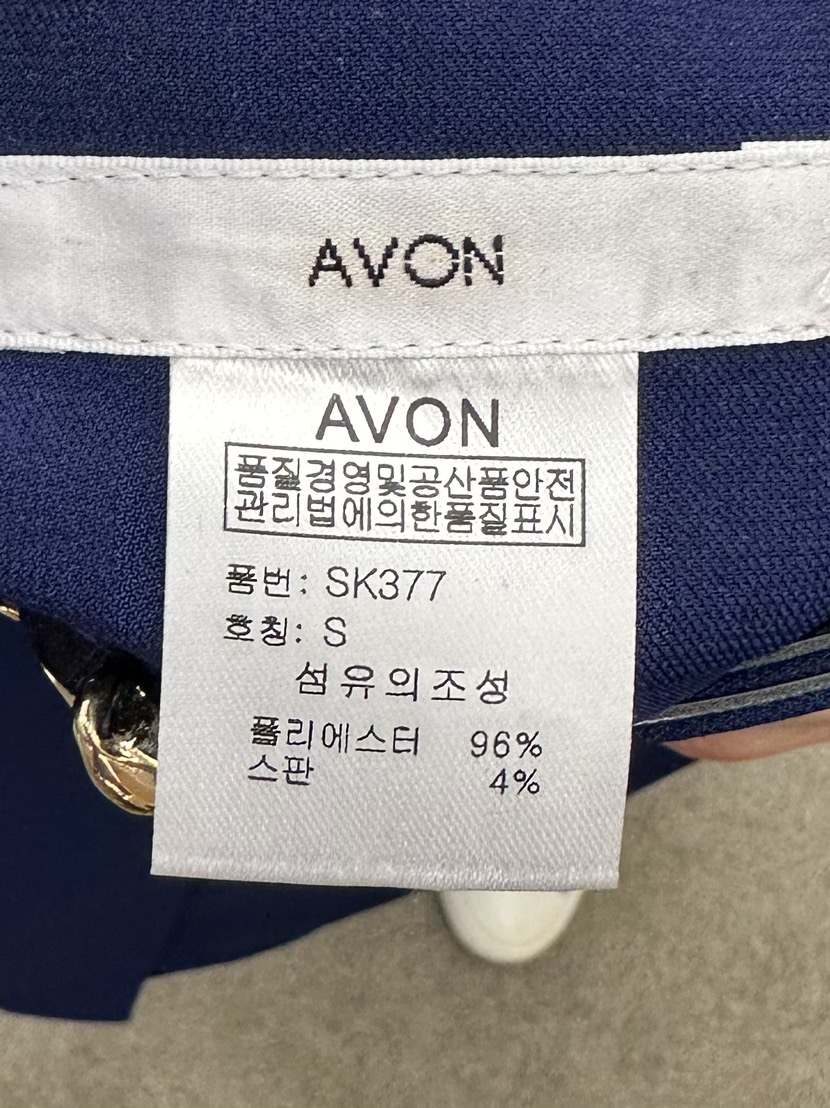 AVON
AVON
품질경영및공산품안전
관리법에의한품질표시
품번: SK377
호칭: S
섬유의조성
폴리에스터 96%
스판 4%